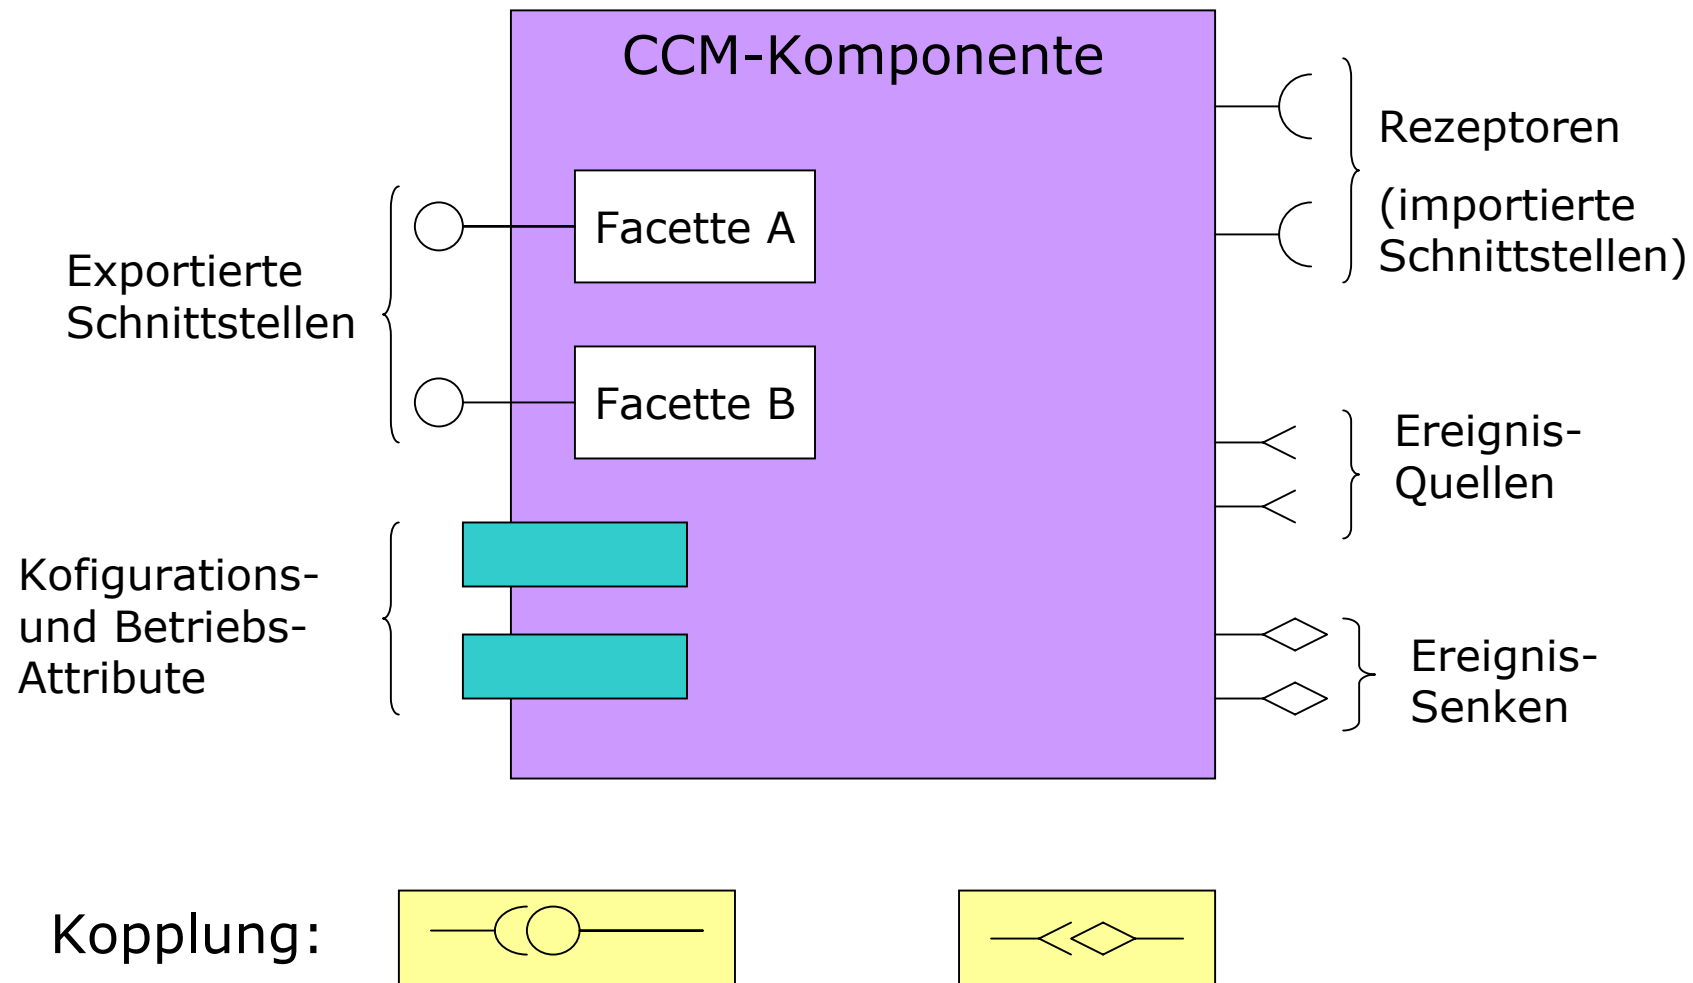 CCM-Komponente
Exportierte
Schnittstellen
Facette A
Facette B
Kofigurations-
und Betriebs-
Attribute
Rezeptoren
(importierte
Schnittstellen)
Ereignis-
Quellen
Ereignis-
Senken
Kopplung: